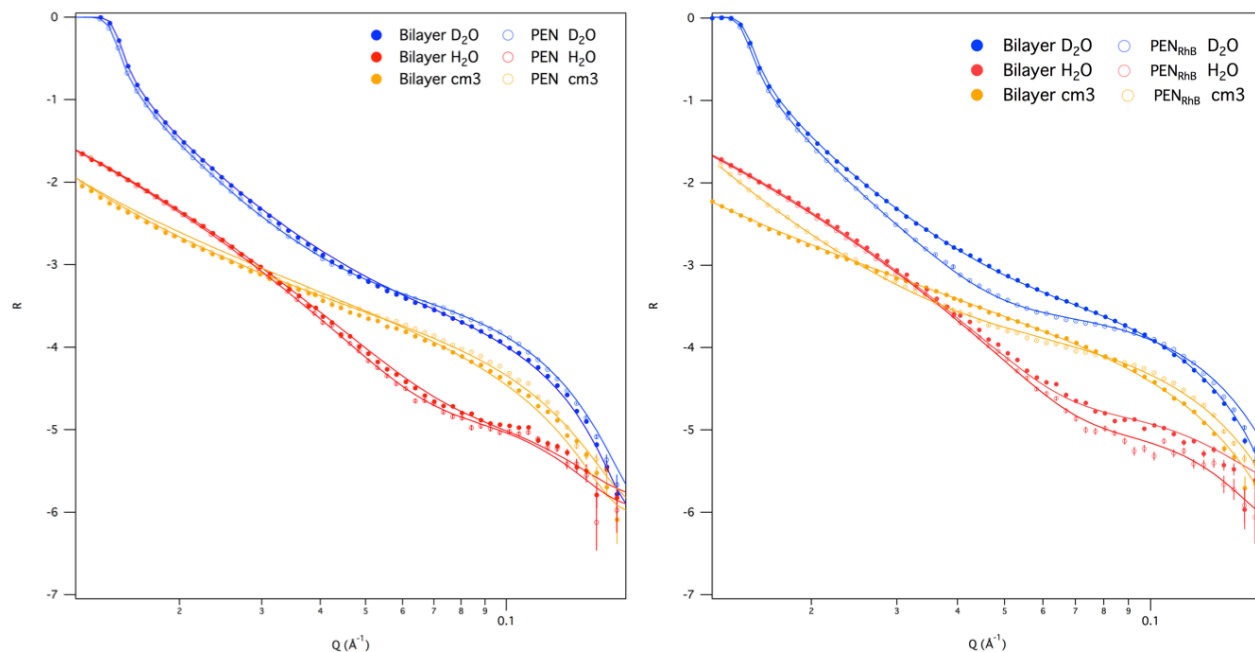 Bilayer D₂O PEN D₂O
Bilayer H₂O PEN H₂O
Bilayer cm3 PEN cm3
0
-1
-2
-3
-4
-5
-6
-7
R
2 3 4 5 6 7 8 9 0.1
Q (Å⁻¹)
Bilayer D₂O PEN_RhB D₂O
Bilayer H₂O PEN_RhB H₂O
Bilayer cm3 PEN_RhB cm3
0
-1
-2
-3
-4
-5
-6
-7
R
2 3 4 5 6 7 8 9 0.1
Q (Å⁻¹)